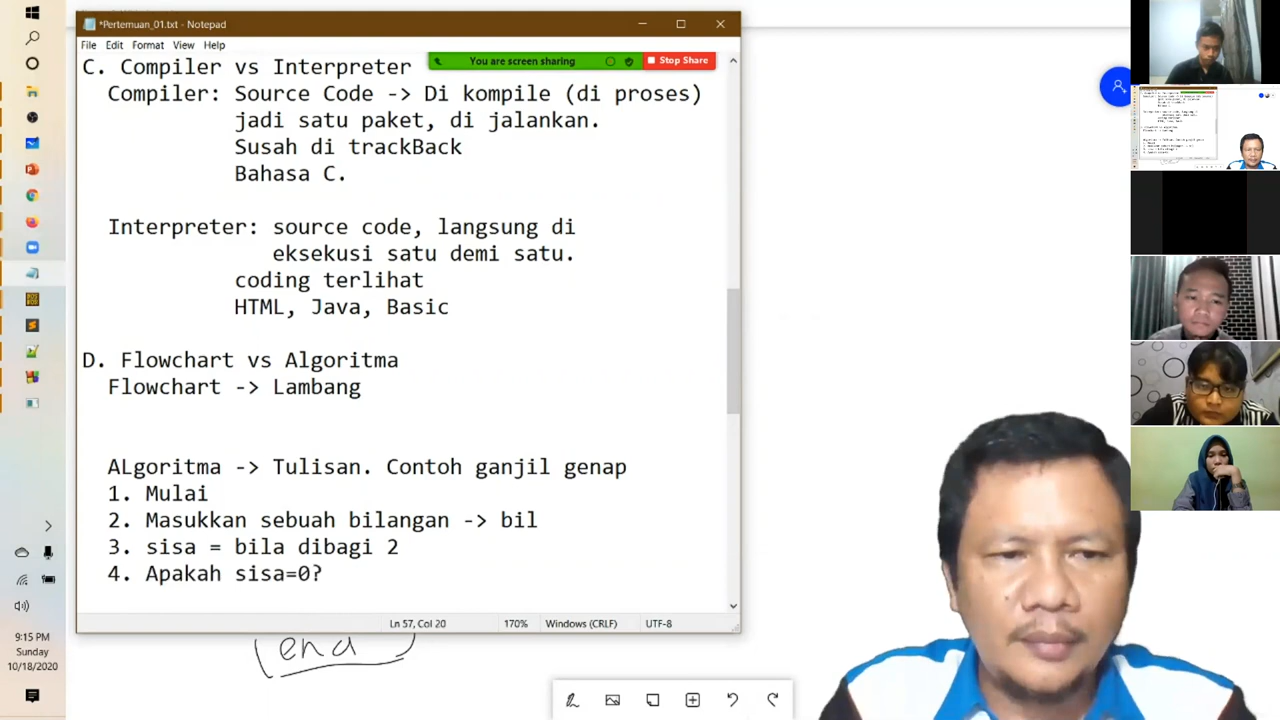 *Pertemuan_01.txt - Notepad
File Edit Format View Help
You are screen sharing
Stop Share
C. Compiler vs Interpreter
Compiler: Source Code -> Di kompile (di proses)
jadi satu paket, di jalankan.
Susah di trackBack
Bahasa C.
Interpreter: source code, langsung di
eksekusi satu demi satu.
coding terlihat
HTML, Java, Basic
D. Flowchart vs Algoritma
Flowchart -> Lambang
ALgoritma -> Tulisan. Contoh ganjil genap
1. Mulai
2. Masukkan sebuah bilangan -> bil
3. sisa = bila dibagi 2
4. Apakah sisa=0?
Ln 57, Col 20 170% Windows (CRLF) UTF-8
end
9:15 PM
Sunday
10/18/2020